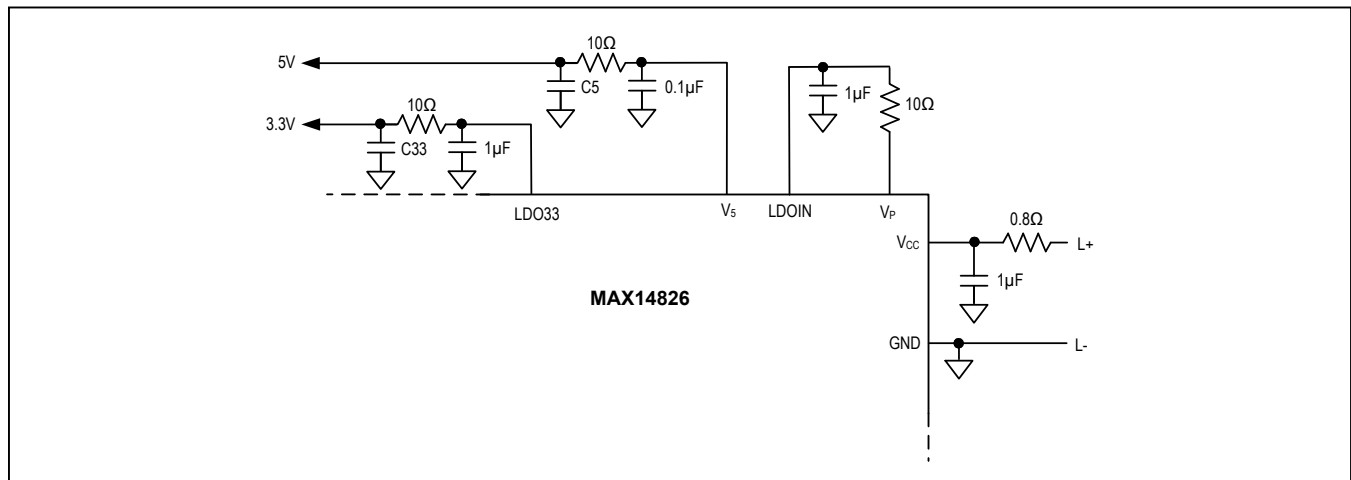 10Ω
5V
C5
0.1µF
1µF
10Ω
10Ω
3.3V
C33
1µF
LDO33
V5
LDOIN
VP
VCC
0.8Ω
L+
1µF
MAX14826
GND
L-